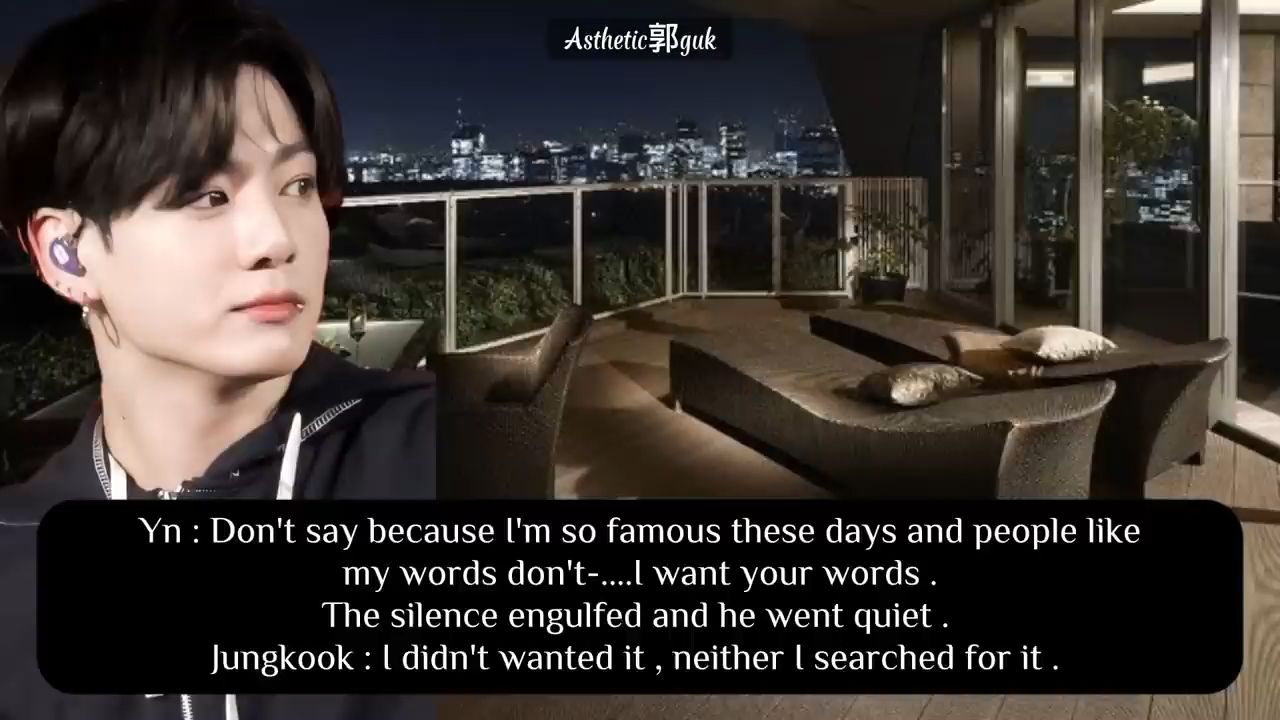 Asthetic郭guk
Yn : Don't say because I'm so famous these days and people like
my words don't-....I want your words .
The silence engulfed and he went quiet .
Jungkook : I didn't wanted it , neither I searched for it .